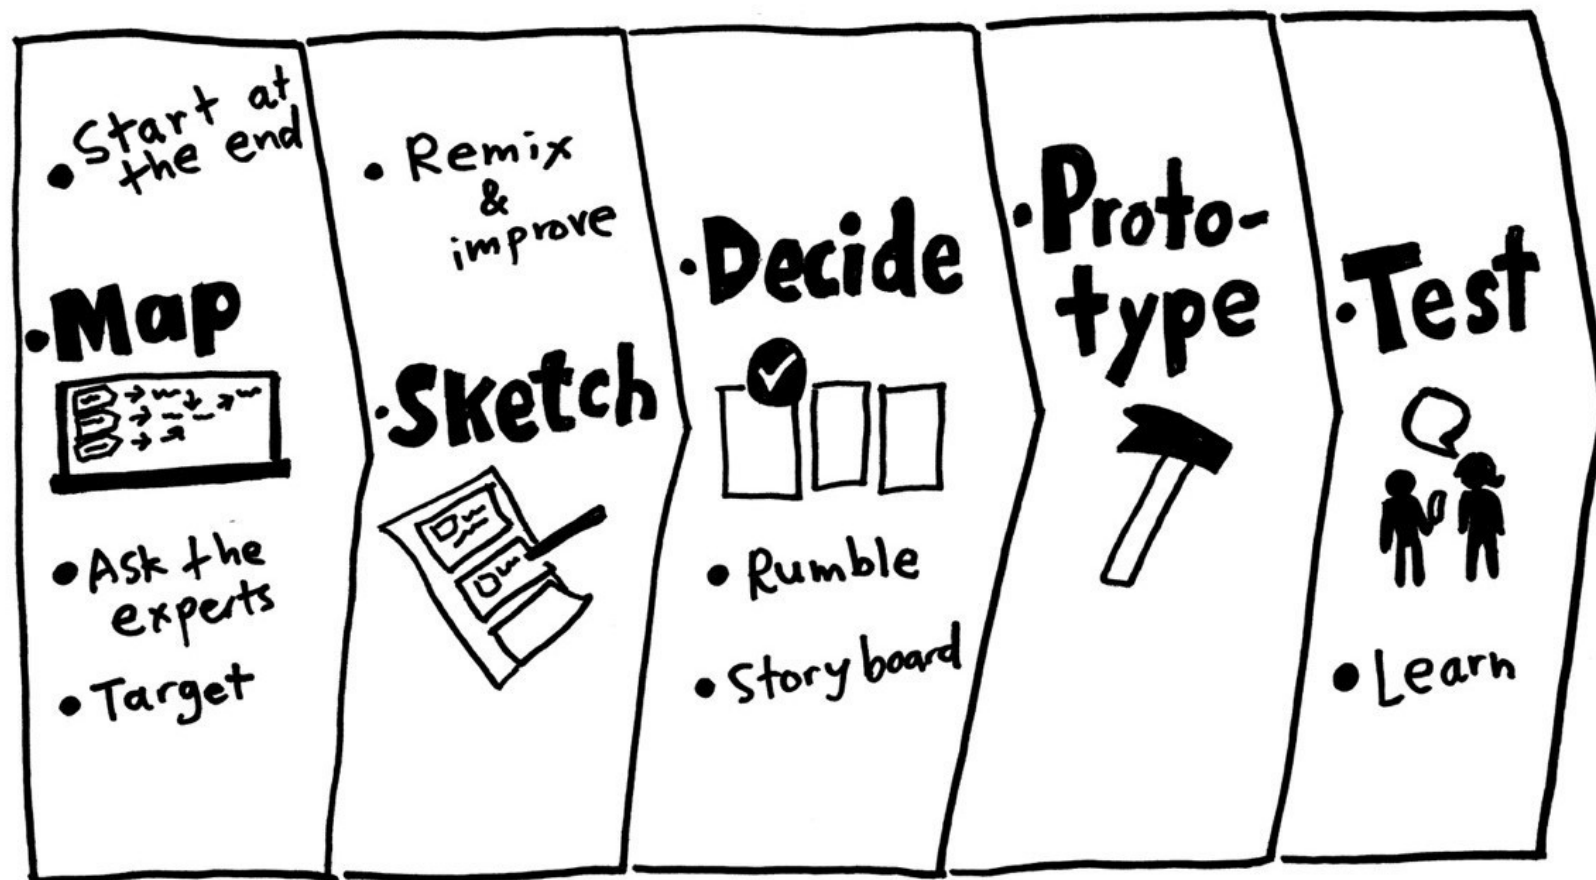 • Start at
the end
• Map
• Ask the
experts
• Target
• Remix
&
improve
• Sketch
• Decide
• Rumble
• Story board
• Proto-
type
• Test
• Learn